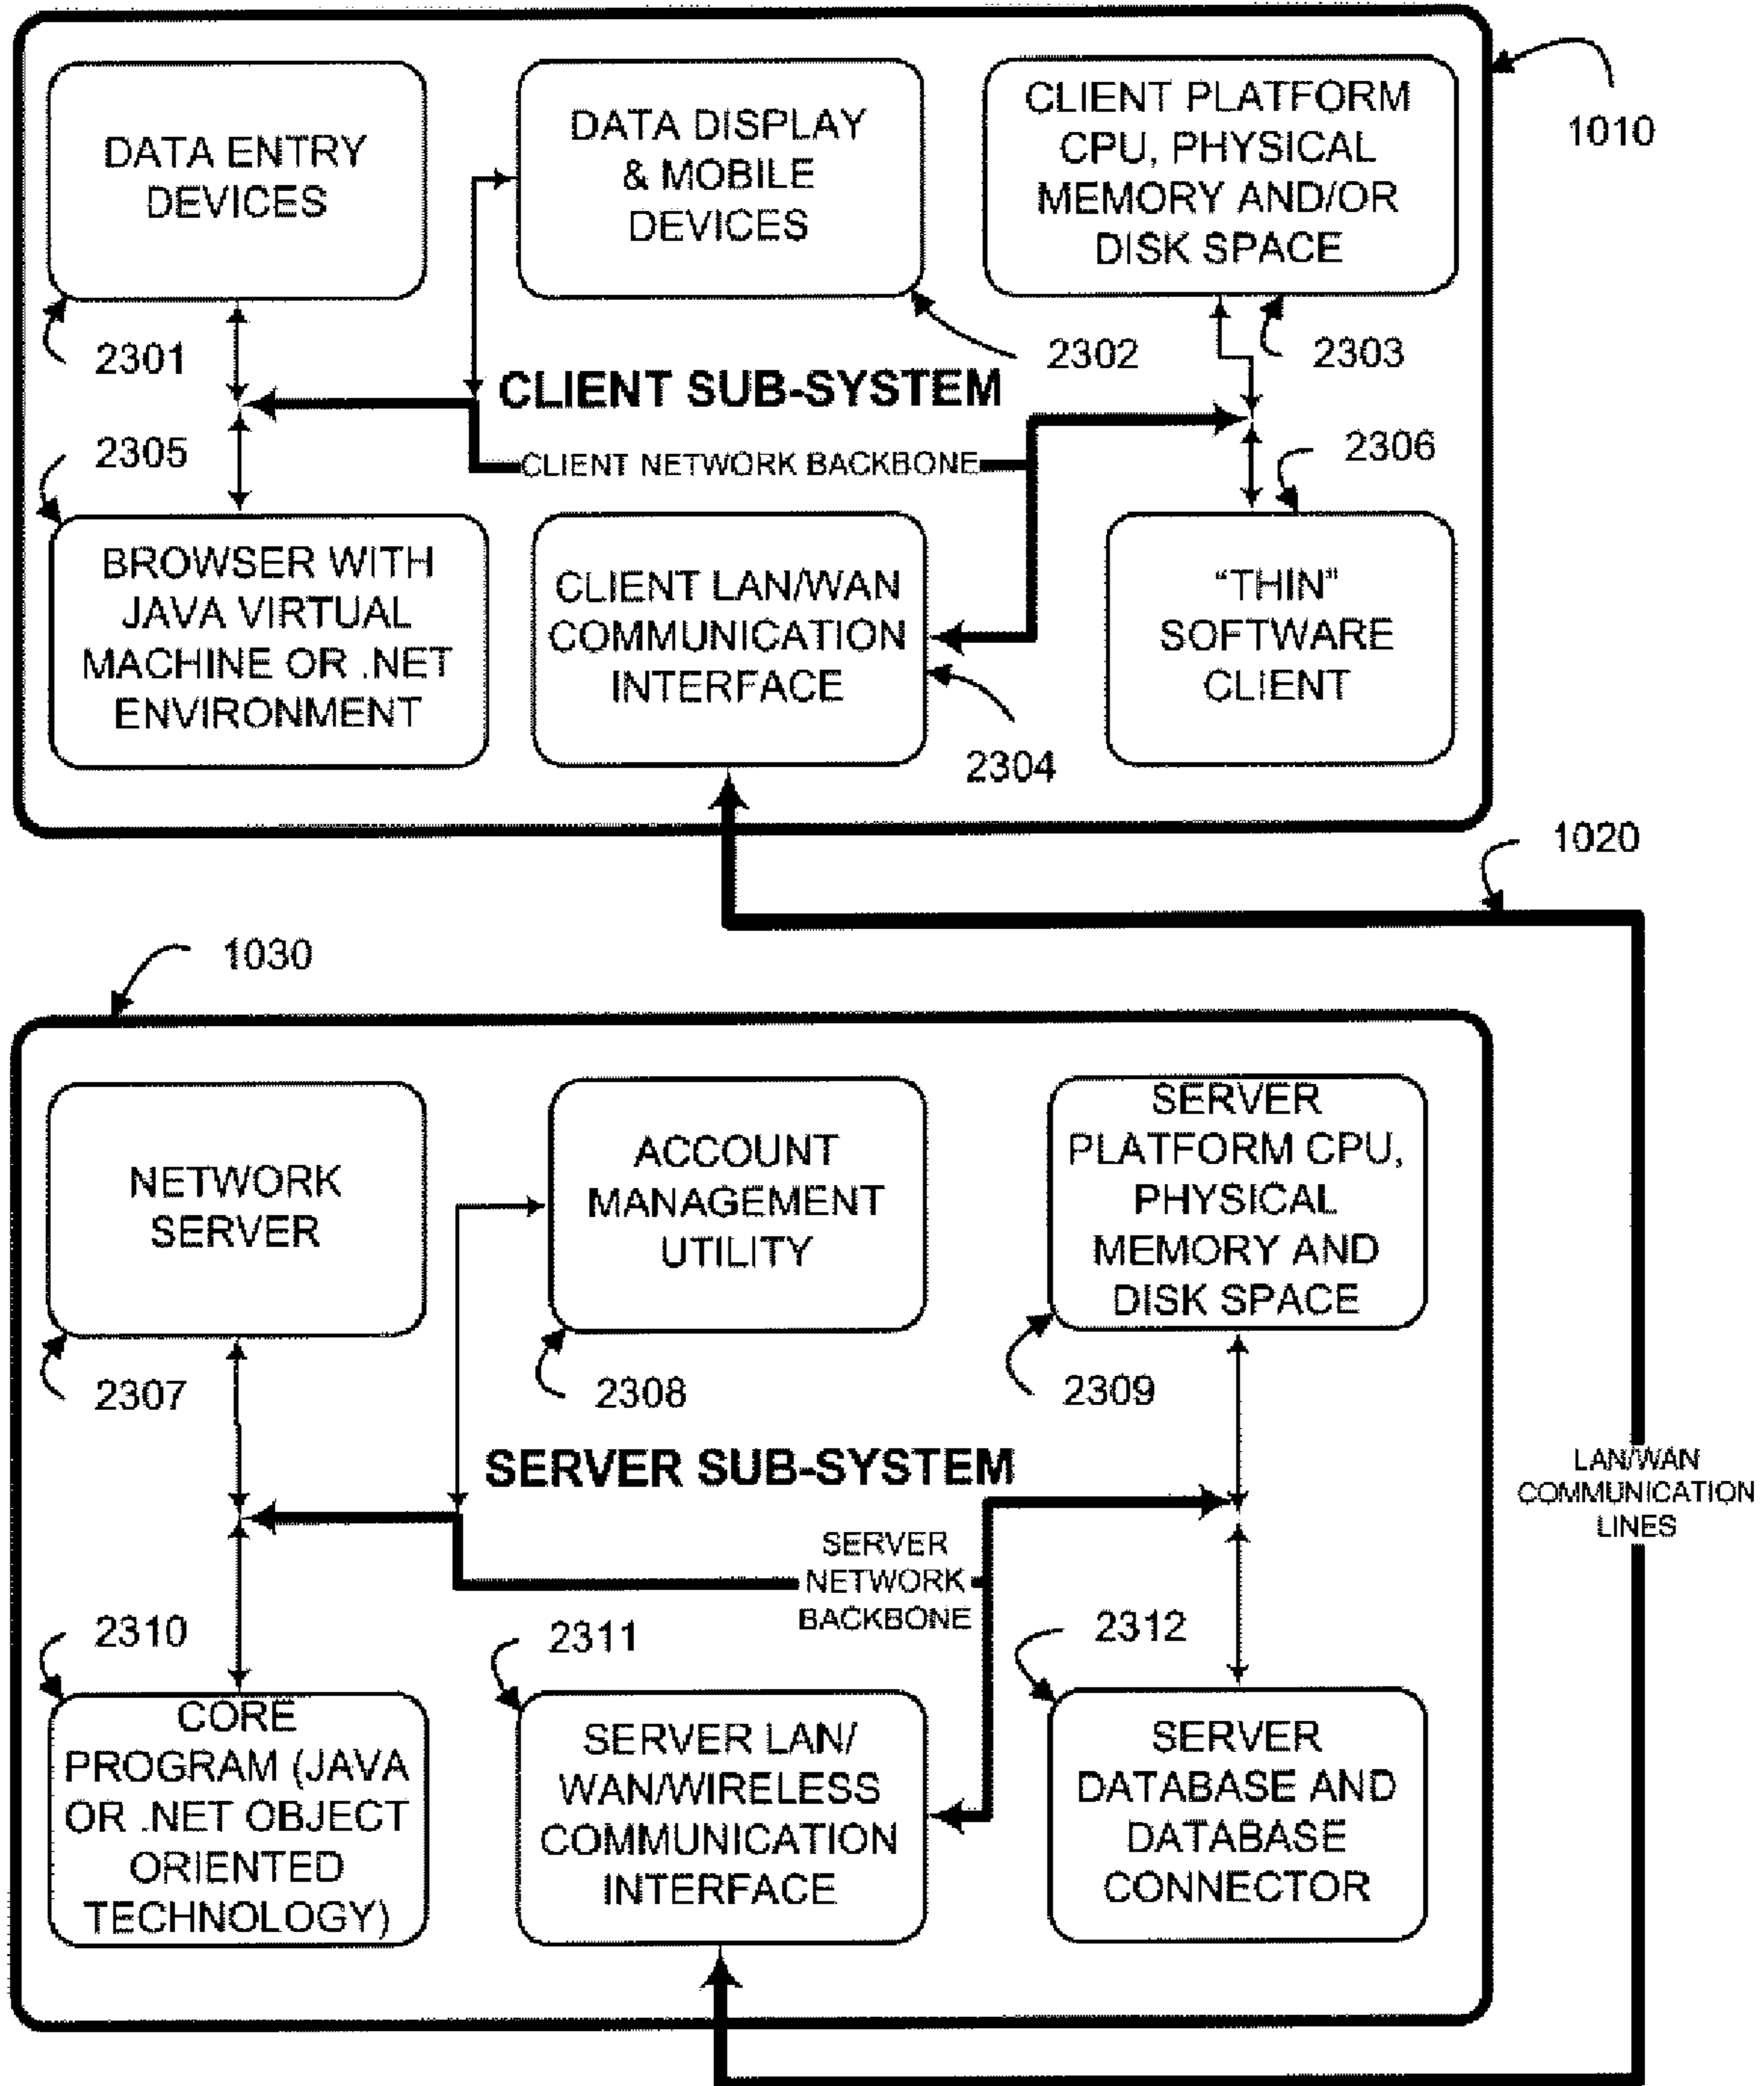 DATA ENTRY
DEVICES
2301
DATA DISPLAY
& MOBILE
DEVICES
2302
CLIENT PLATFORM
CPU, PHYSICAL
MEMORY AND/OR
DISK SPACE
2303
1010
CLIENT SUB-SYSTEM
CLIENT NETWORK BACKBONE
2305
BROWSER WITH
JAVA VIRTUAL
MACHINE OR .NET
ENVIRONMENT
CLIENT LAN/WAN
COMMUNICATION
INTERFACE
2304
2306
“THIN”
SOFTWARE
CLIENT
1020
1030
NETWORK
SERVER
2307
ACCOUNT
MANAGEMENT
UTILITY
2308
SERVER
PLATFORM CPU,
PHYSICAL
MEMORY AND
DISK SPACE
2309
SERVER SUB-SYSTEM
SERVER
NETWORK
BACKBONE
LAN/WAN
COMMUNICATION
LINES
2310
CORE
PROGRAM (JAVA
OR .NET OBJECT
ORIENTED
TECHNOLOGY)
2311
SERVER LAN/
WAN/WIRELESS
COMMUNICATION
INTERFACE
2312
SERVER
DATABASE AND
DATABASE
CONNECTOR